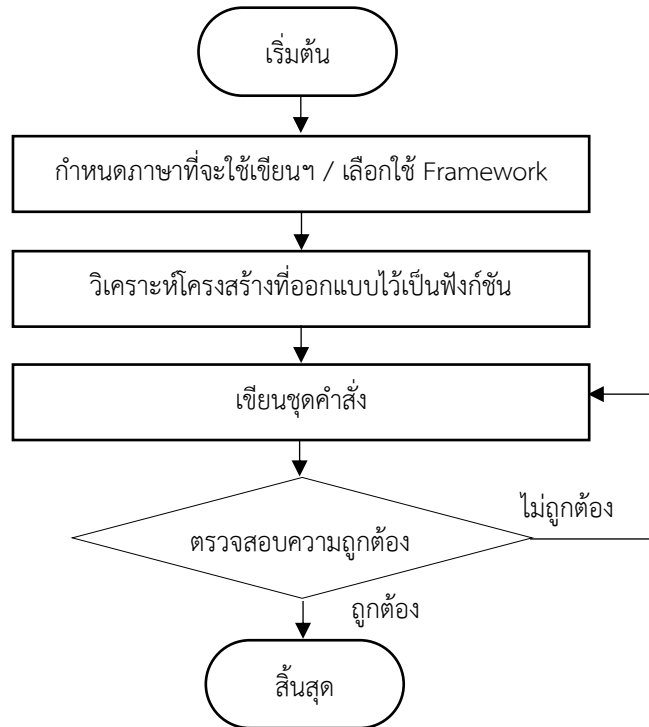 เริ่มต้น
กำหนดภาษาที่จะใช้เขียนฯ / เลือกใช้ Framework
วิเคราะห์โครงสร้างที่ออกแบบไว้เป็นฟังก์ชัน
เขียนชุดคำสั่ง
ไม่ถูกต้อง
ตรวจสอบความถูกต้อง
ถูกต้อง
สิ้นสุด